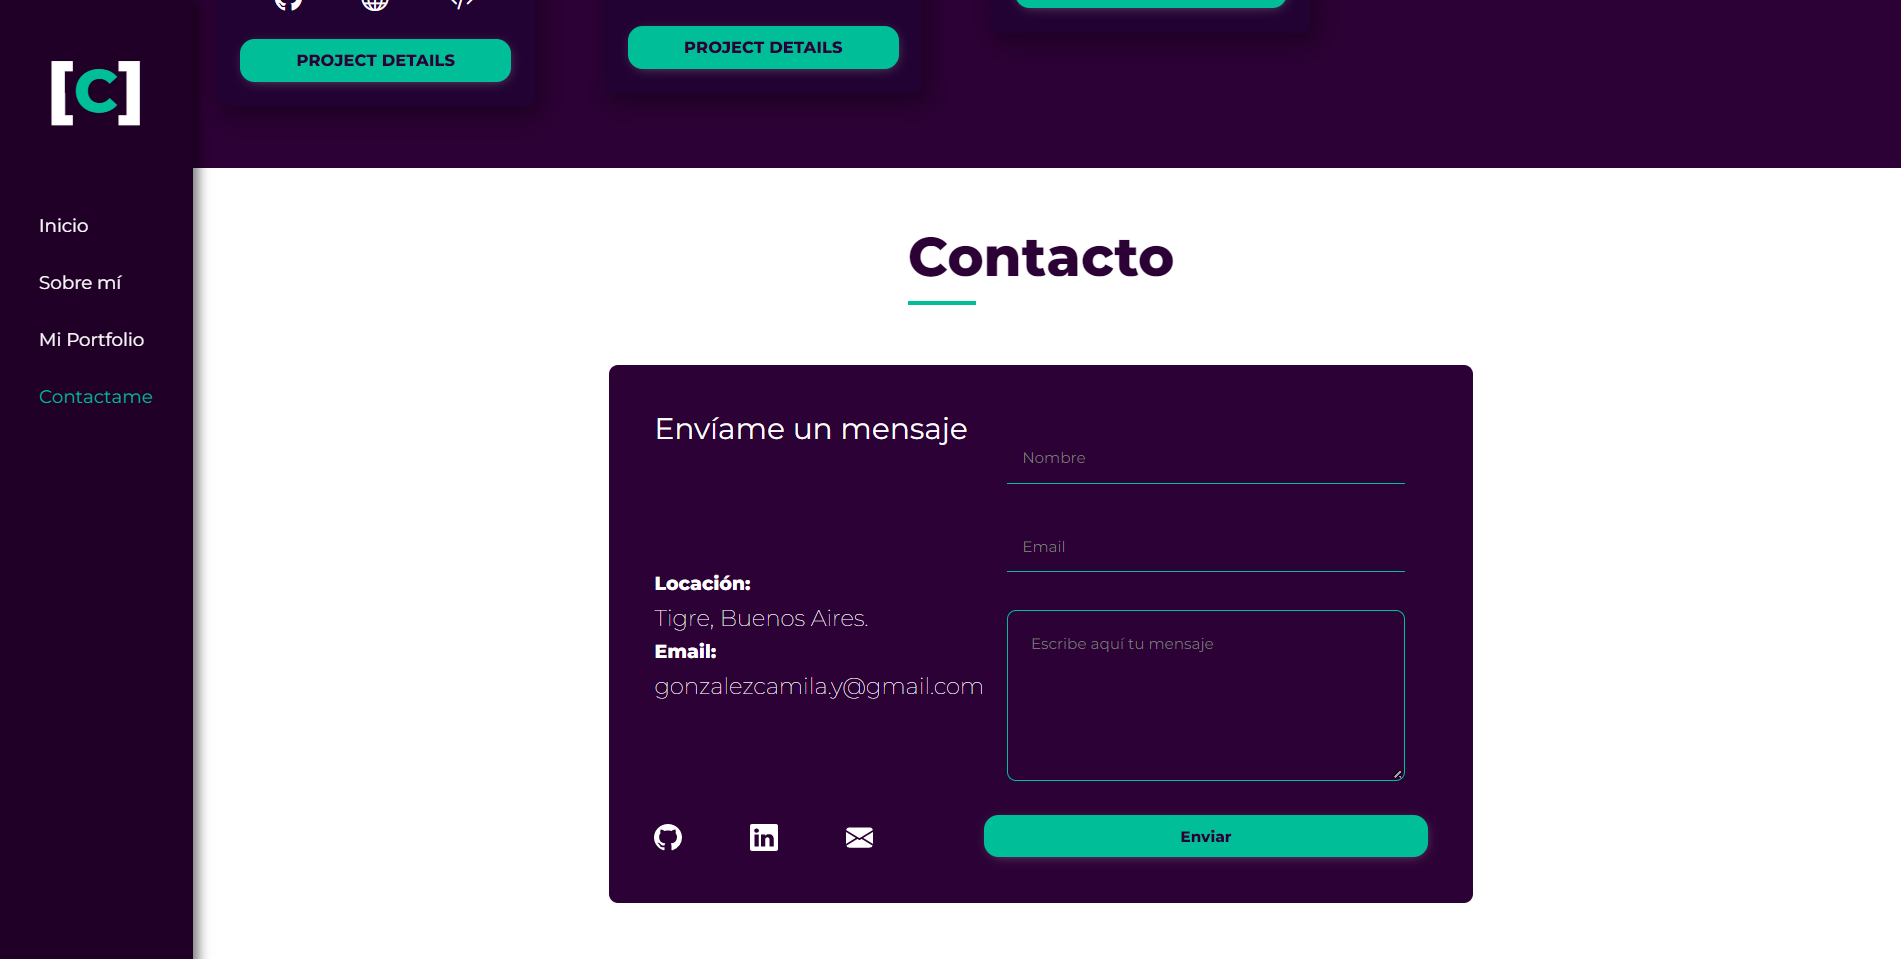 [C]
Inicio
Sobre mí
Mi Portfolio
Contactame
PROJECT DETAILS
PROJECT DETAILS
Contacto
Envíame un mensaje
Locación:
Tigre, Buenos Aires.
Email:
gonzalezcamila.y@gmail.com
Nombre
Email
Escribe aquí tu mensaje
Enviar